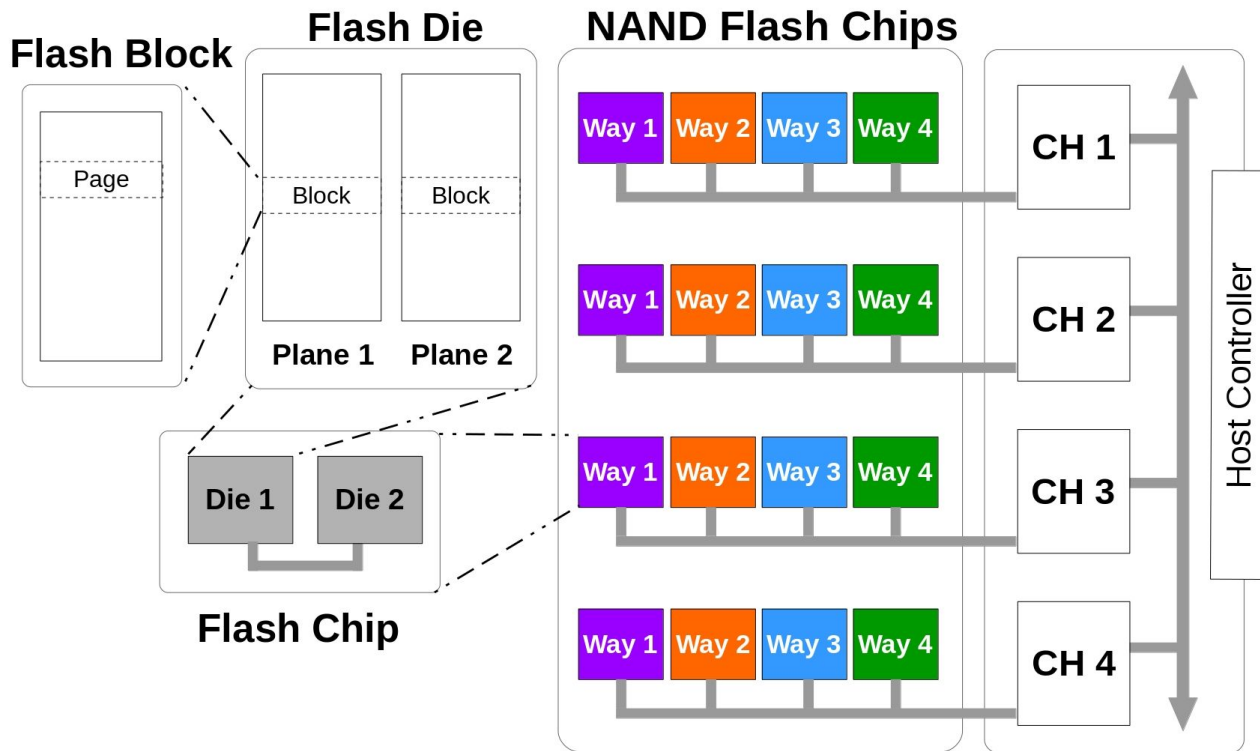 Flash Block
Page
Flash Die
Block
Block
Plane 1
Plane 2
Die 1
Die 2
Flash Chip
NAND Flash Chips
Way 1
Way 2
Way 3
Way 4
CH 1
Way 1
Way 2
Way 3
Way 4
CH 2
Way 1
Way 2
Way 3
Way 4
CH 3
Way 1
Way 2
Way 3
Way 4
CH 4
Host Controller